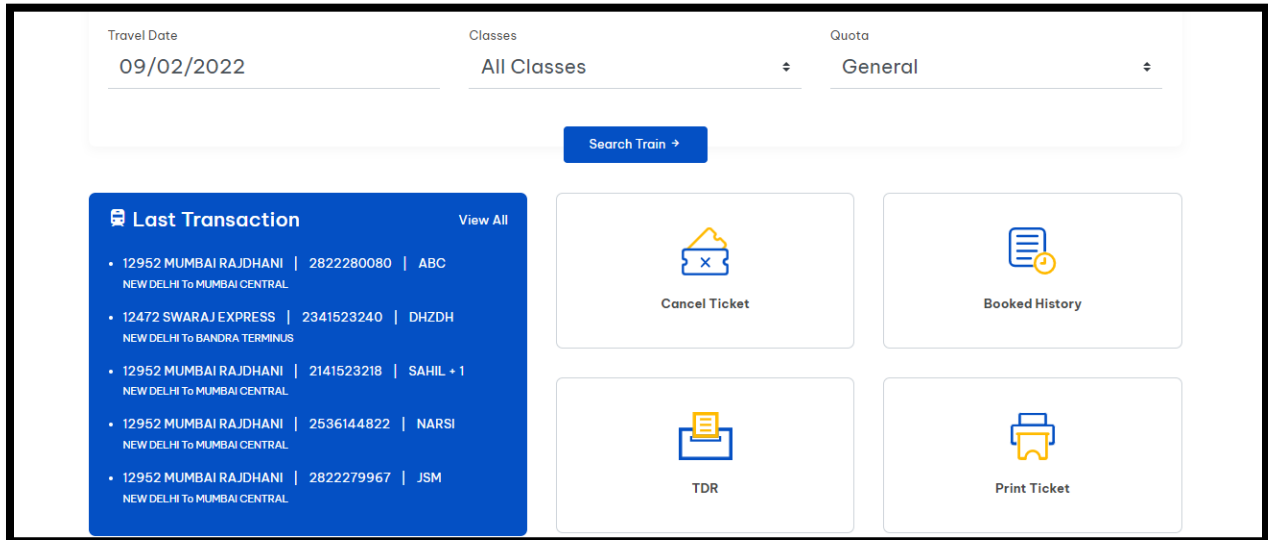 Travel Date
Classes
Quota
09/02/2022
All Classes
General
Search Train →
Last Transaction
View All
• 12952 MUMBAI RAJDHANI | 2822280080 | ABC
NEW DELHI To MUMBAI CENTRAL
• 12472 SWARAJ EXPRESS | 2341523240 | DHZDH
NEW DELHI To BANDRA TERMINUS
• 12952 MUMBAI RAJDHANI | 2141523218 | SAHIL + 1
NEW DELHI To MUMBAI CENTRAL
• 12952 MUMBAI RAJDHANI | 2536144822 | NARSI
NEW DELHI To MUMBAI CENTRAL
• 12952 MUMBAI RAJDHANI | 2822279967 | JSM
NEW DELHI To MUMBAI CENTRAL
Cancel Ticket
Booked History
TDR
Print Ticket